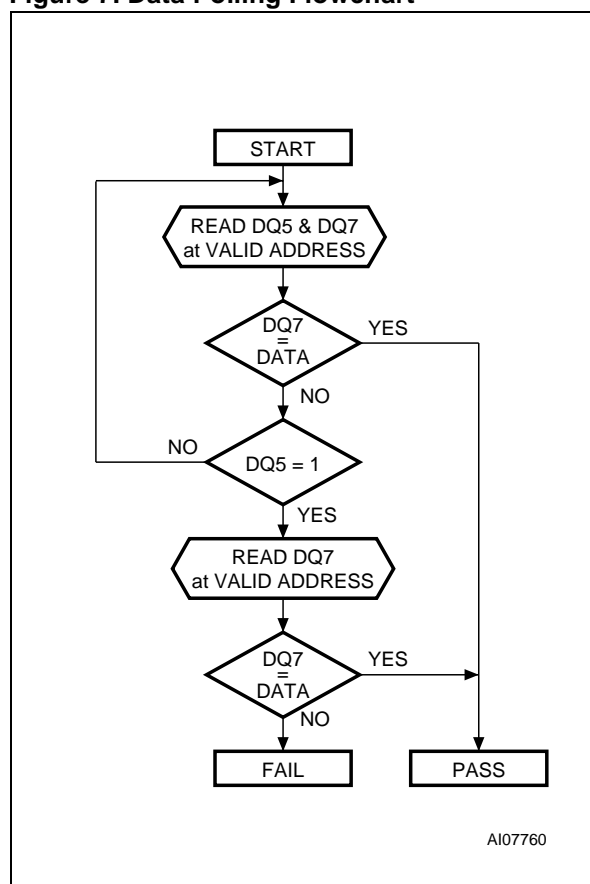 Figure 7. Data Polling Flowchart
START
READ DQ5 & DQ7
at VALID ADDRESS
DQ7
=
DATA
YES
NO
NO
DQ5 = 1
YES
READ DQ7
at VALID ADDRESS
DQ7
=
DATA
YES
NO
FAIL
PASS
AI07760